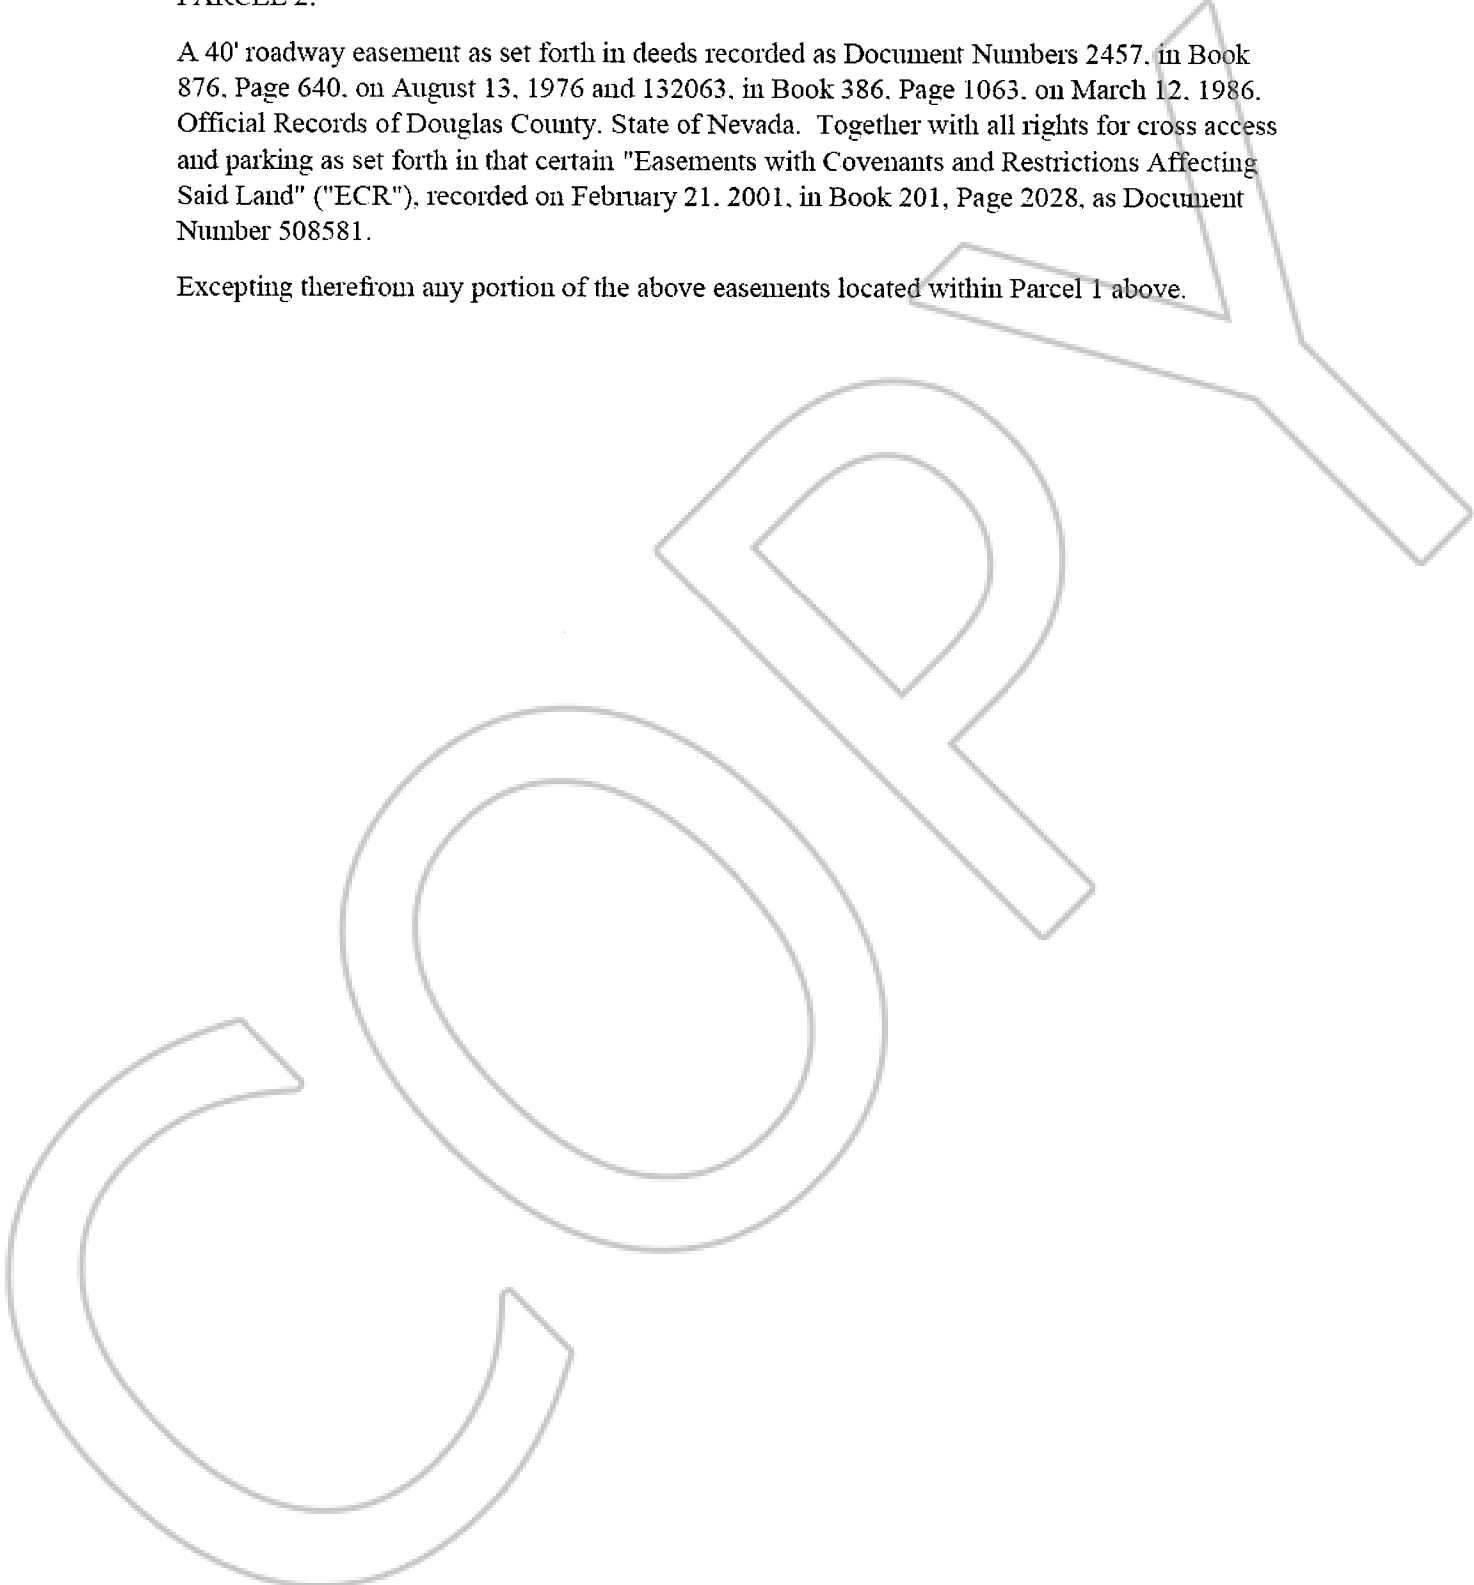 PARCEL 2:
A 40' roadway easement as set forth in deeds recorded as Document Numbers 2457, in Book
876, Page 640, on August 13, 1976 and 132063, in Book 386, Page 1063, on March 12, 1986,
Official Records of Douglas County, State of Nevada.  Together with all rights for cross access
and parking as set forth in that certain "Easements with Covenants and Restrictions Affecting
Said Land" ("ECR"), recorded on February 21, 2001, in Book 201, Page 2028, as Document
Number 508581.
Excepting therefrom any portion of the above easements located within Parcel 1 above.
COPY